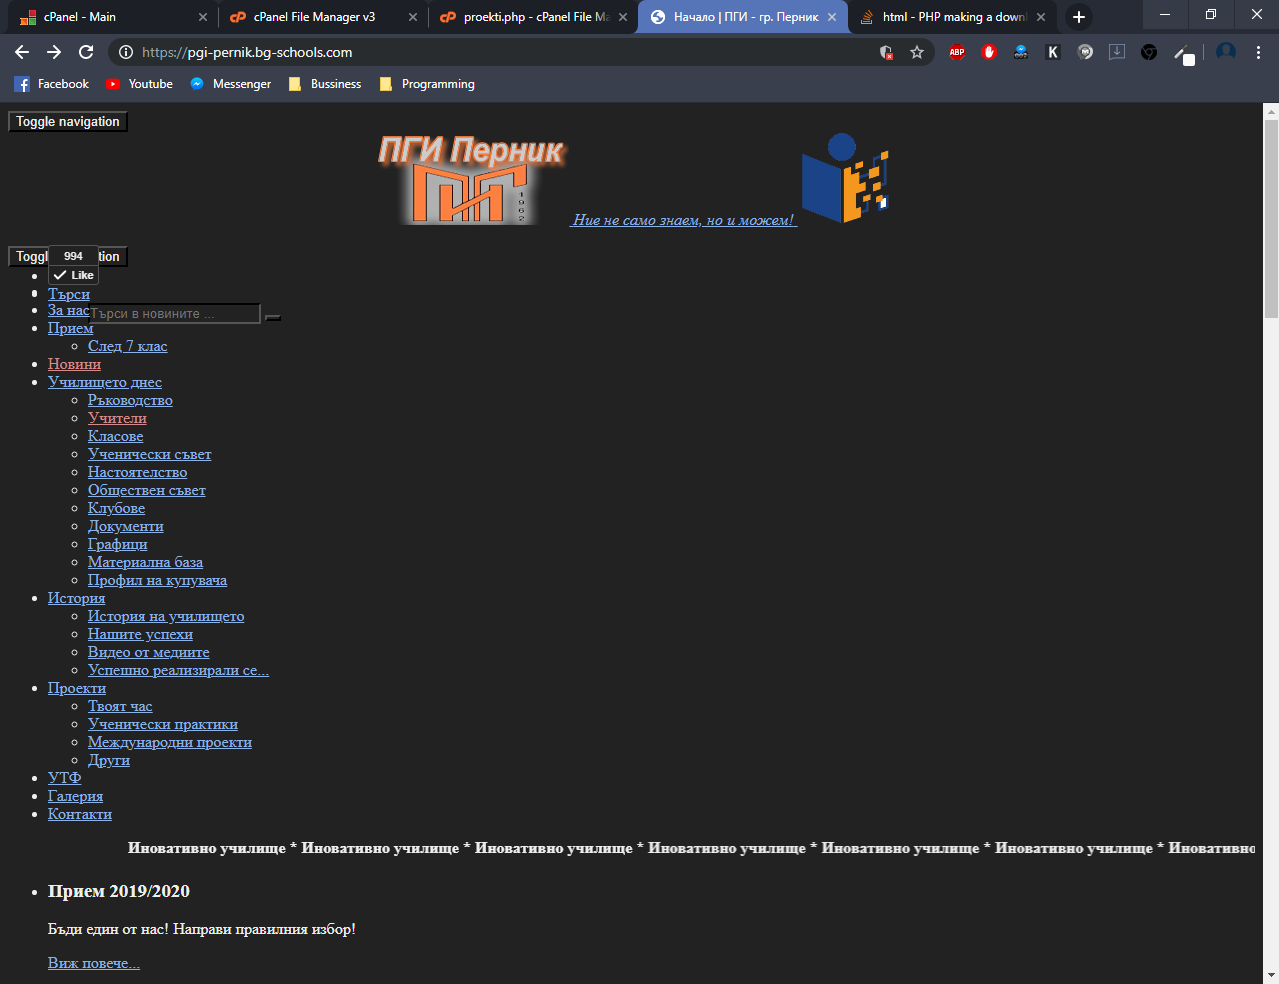 cPanel - Main
cPanel File Manager v3
proekti.php - cPanel File Ma
Начало | ПГИ - гр. Перник
html - PHP making a downl
https://pgi-pernik.bg-schools.com
ABP
K
Facebook
Youtube
Messenger
Bussiness
Programming
Toggle navigation
ПГИ Перник
ПГИ
1962
Ние не само знаем, но и можем!
Toggl
tion
994
Like
Търси
За нас
Търси в новините ...
Прием
След 7 клас
Новини
Училището днес
Ръководство
Учители
Класове
Ученически съвет
Настоятелство
Обществен съвет
Клубове
Документи
Графици
Материална база
Профил на купувача
История
История на училището
Нашите успехи
Видео от медиите
Успешно реализирали се...
Проекти
Твоят час
Ученически практики
Международни проекти
Други
УТФ
Галерия
Контакти
Иновативно училище * Иновативно училище * Иновативно училище * Иновативно училище * Иновативно училище * Иновативно училище * Иновативно
Прием 2019/2020
Бъди един от нас! Направи правилния избор!
Виж повече...